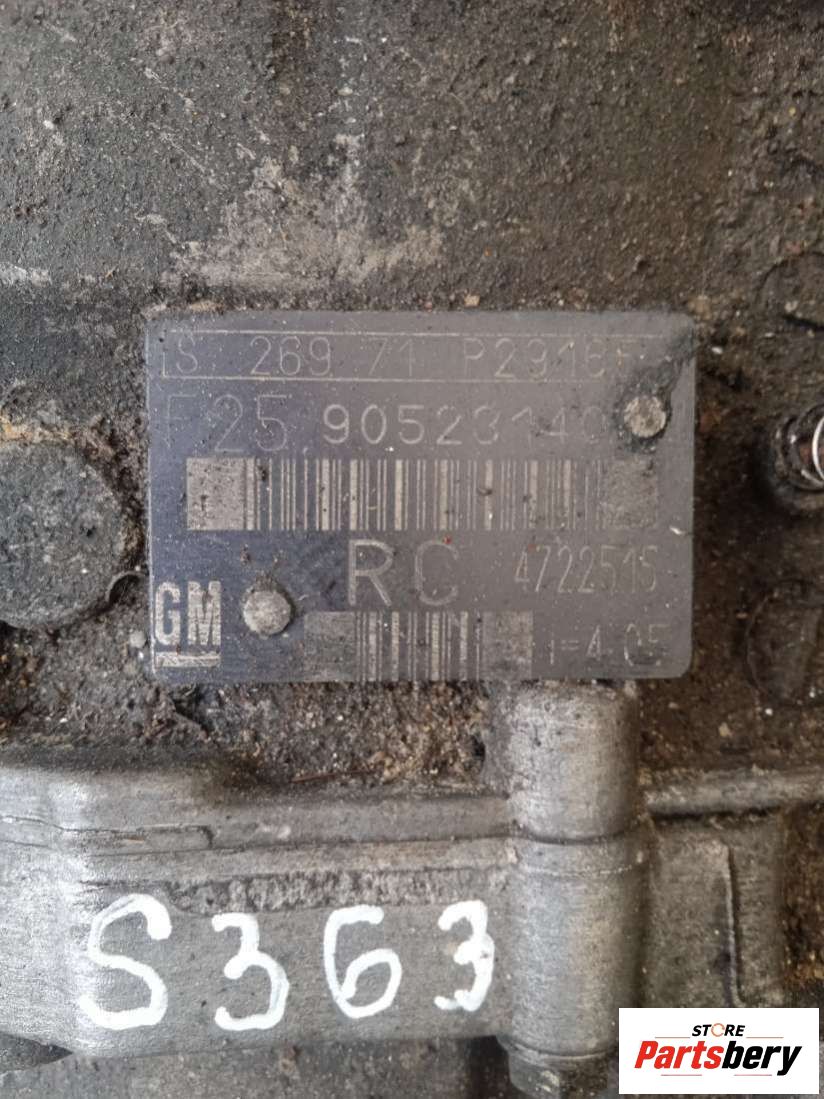 S 269 71 P2916
F25 90523140
RC 4722515
GM
i=4.05
S363
STORE
Partsbery